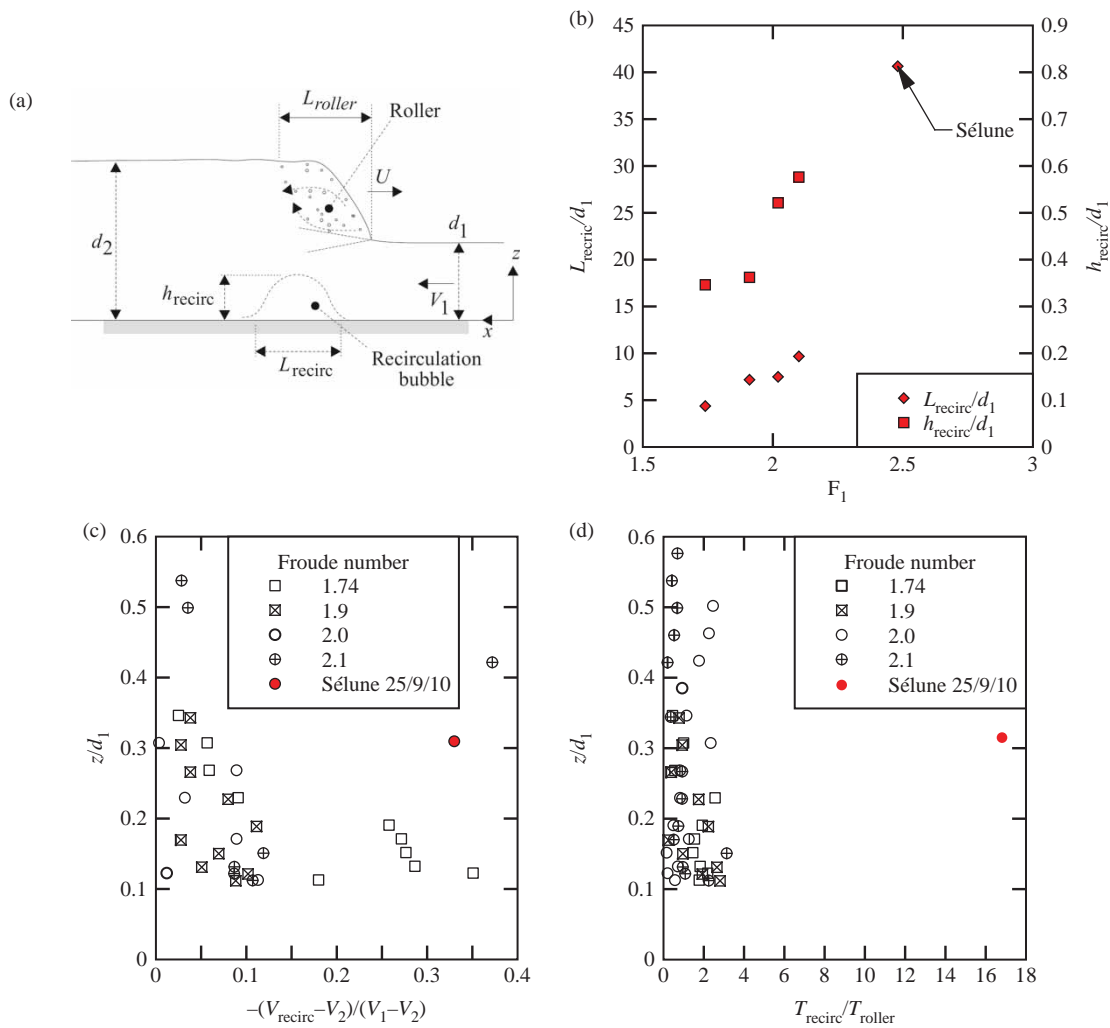 (a)
L_roller
Roller
U
d_1
d_2
z
h_recirc
V_1
x
L_recirc
Recirculation
bubble
(b)
45
40
35
30
25
20
15
10
5
0
L_recric/d_1
0.9
0.8
0.7
0.6
0.5
0.4
0.3
0.2
0.1
0
h_recirc/d_1
Sélune
L_recirc/d_1
h_recirc/d_1
1.5
2
2.5
3
F_1
(c)
0.6
0.5
0.4
0.3
0.2
0.1
0
z/d_1
Froude number
1.74
1.9
2.0
2.1
Sélune 25/9/10
0
0.1
0.2
0.3
0.4
–(V_recirc–V_2)/(V_1–V_2)
(d)
0.6
0.5
0.4
0.3
0.2
0.1
0
z/d_1
Froude number
1.74
1.9
2.0
2.1
Sélune 25/9/10
0
2
4
6
8
10
12
14
16
18
T_recirc/T_roller